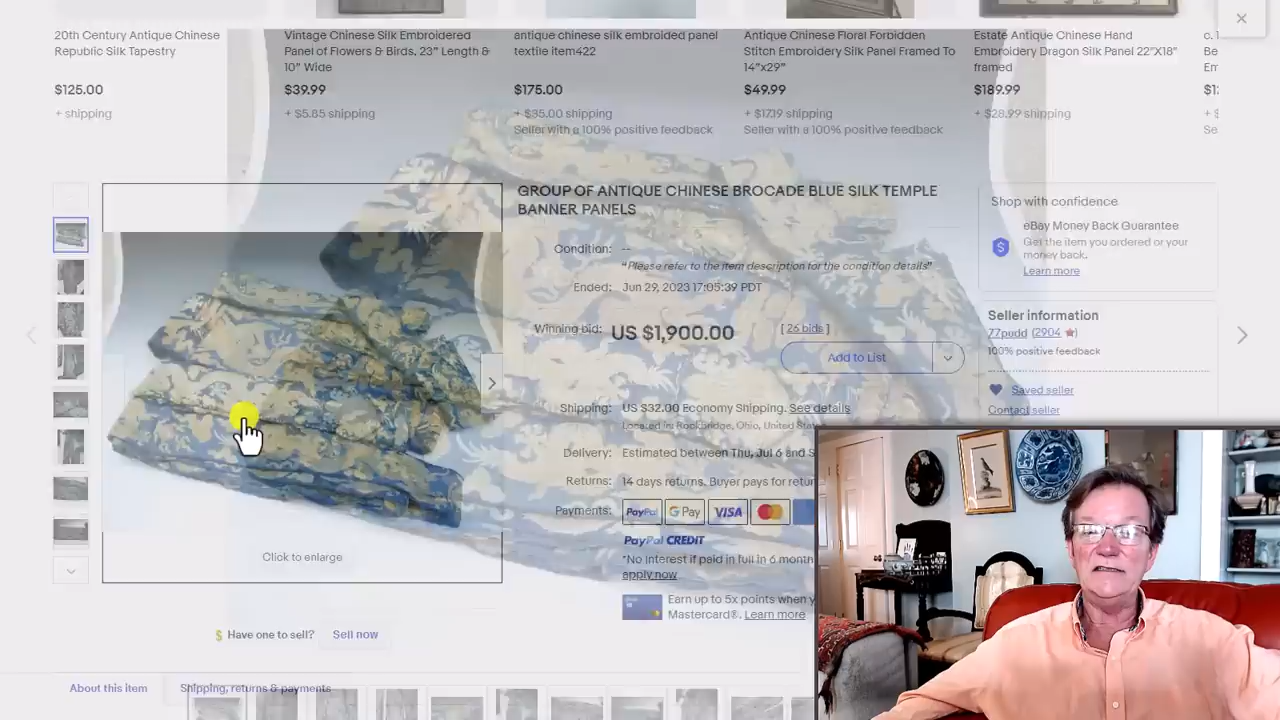 20th Century Antique Chinese
Republic Silk Tapestry
$125.00
+ shipping
Vintage Chinese Silk Embroidered
Panel of Flowers & Birds, 23" Length &
10" Wide
$39.99
+ $5.85 shipping
antique chinese silk embroided panel
textile item422
$175.00
+ $35.00 shipping
Seller with a 100% positive feedback
Antique Chinese Floral Forbidden
Stitch Embroidery Silk Panel Framed To
14"x29"
$49.99
+ $17.19 shipping
Seller with a 100% positive feedback
Estate Antique Chinese Hand
Embroidery Dragon Silk Panel 22"X18"
framed
$189.99
+ $28.99 shipping
GROUP OF ANTIQUE CHINESE BROCADE BLUE SILK TEMPLE
BANNER PANELS
Condition: --
"Please refer to the item description for the condition details"
Ended: Jun 29, 2023 17:05:39 PDT
Winning bid: US $1,900.00 [ 26 bids ]
Add to List
Shipping: US $32.00 Economy Shipping. See details
Located in: Rockbridge, Ohio, United
Delivery: Estimated between Thu, Jul 6 and S
Returns: 14 days returns. Buyer pays for retur
Payments: PayPal G Pay VISA
PayPal CREDIT
*No Interest if paid in full in 6 month
apply now
Earn up to 5x points when y
Mastercard®. Learn more
Shop with confidence
eBay Money Back Guarantee
Get the item you ordered or your
money back.
Learn more
Seller information
77pudd (2904 ★)
100% positive feedback
Saved seller
Contact seller
Click to enlarge
$ Have one to sell? Sell now
About this item
Shipping, returns & payments